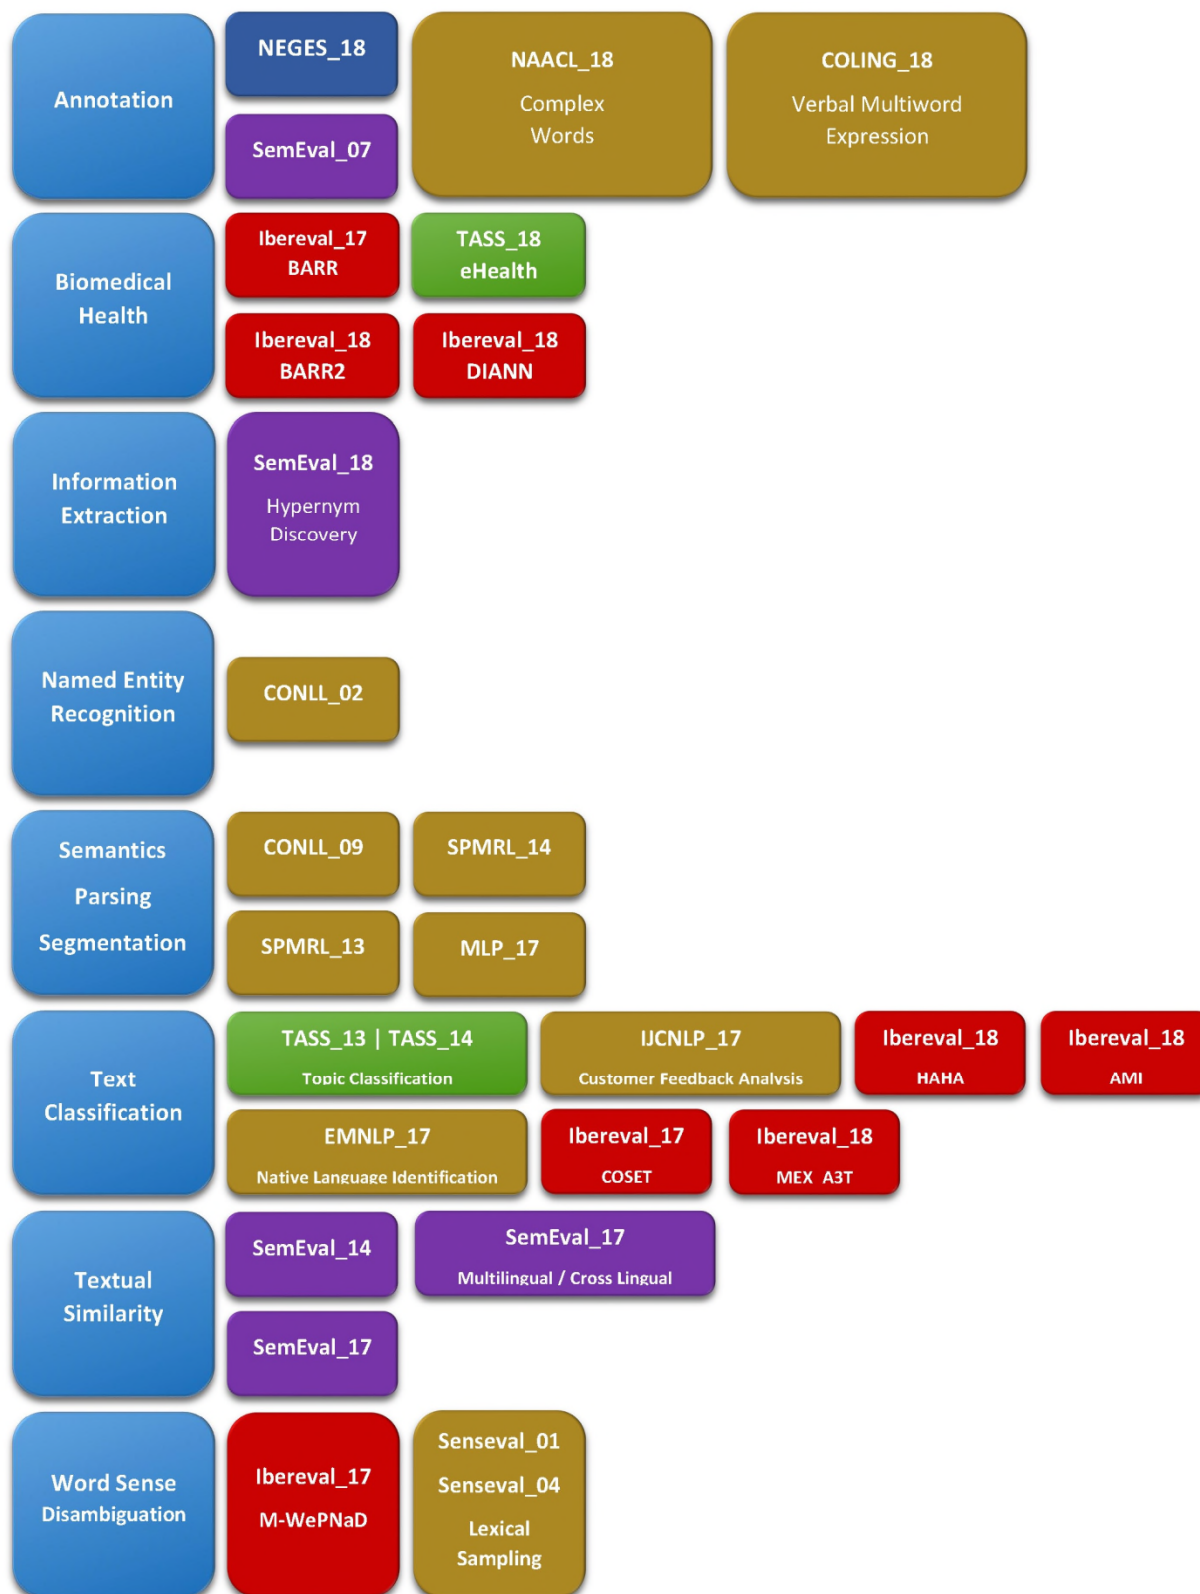 Annotation
NEGES_18
SemEval_07
NAACL_18
Complex
Words
COLING_18
Verbal Multiword
Expression
Biomedical
Health
Ibereval_17
BARR
TASS_18
eHealth
Ibereval_18
BARR2
Ibereval_18
DIANN
Information
Extraction
SemEval_18
Hypernym
Discovery
Named Entity
Recognition
CONLL_02
Semantics
Parsing
Segmentation
CONLL_09
SPMRL_14
SPMRL_13
MLP_17
Text
Classification
TASS_13 | TASS_14
Topic Classification
IJCNLP_17
Customer Feedback Analysis
Ibereval_18
HAHA
Ibereval_18
AMI
EMNLP_17
Native Language Identification
Ibereval_17
COSET
Ibereval_18
MEX_A3T
Textual
Similarity
SemEval_14
SemEval_17
Multilingual / Cross Lingual
SemEval_17
Word Sense
Disambiguation
Ibereval_17
M-WePNaD
Senseval_01
Senseval_04
Lexical
Sampling